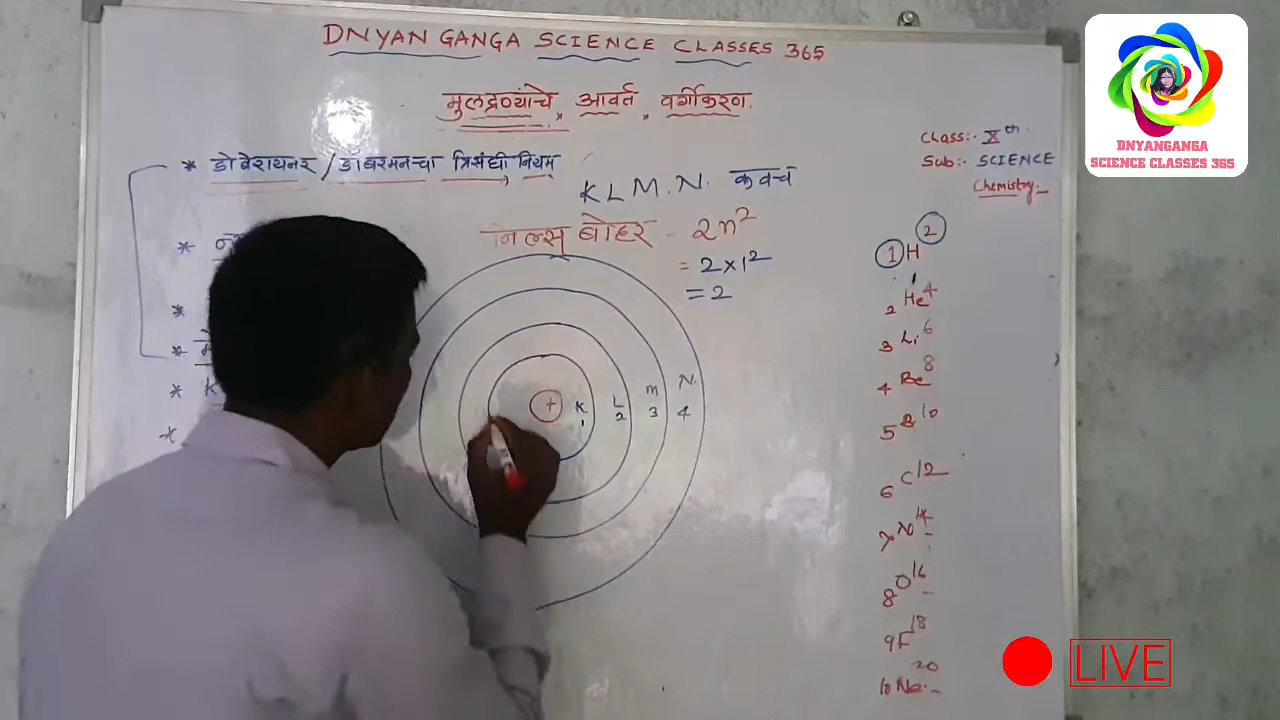 DNYAN GANGA SCIENCE CLASSES 365
मुलद्रव्यांचे आवर्त वर्गीकरण.
Class:- Xth
Sub:- SCIENCE
Chemistry:-
* डोबेरायनर / डोबरमनचा त्रिसंघी नियम
K L M. N. कवच
*
निल्स् बोहर - 2n²
= 2×1²
= 2
*
*
*
*
+ K 1 L 2 M 3 N. 4
1 H 2
2 He 4
3 Li 6
4 Be 8
5 B 10
6 C 12
7 N 14
8 O 16
9 F 18
10 Ne 20
DNYANGANGA
SCIENCE CLASSES 365
LIVE